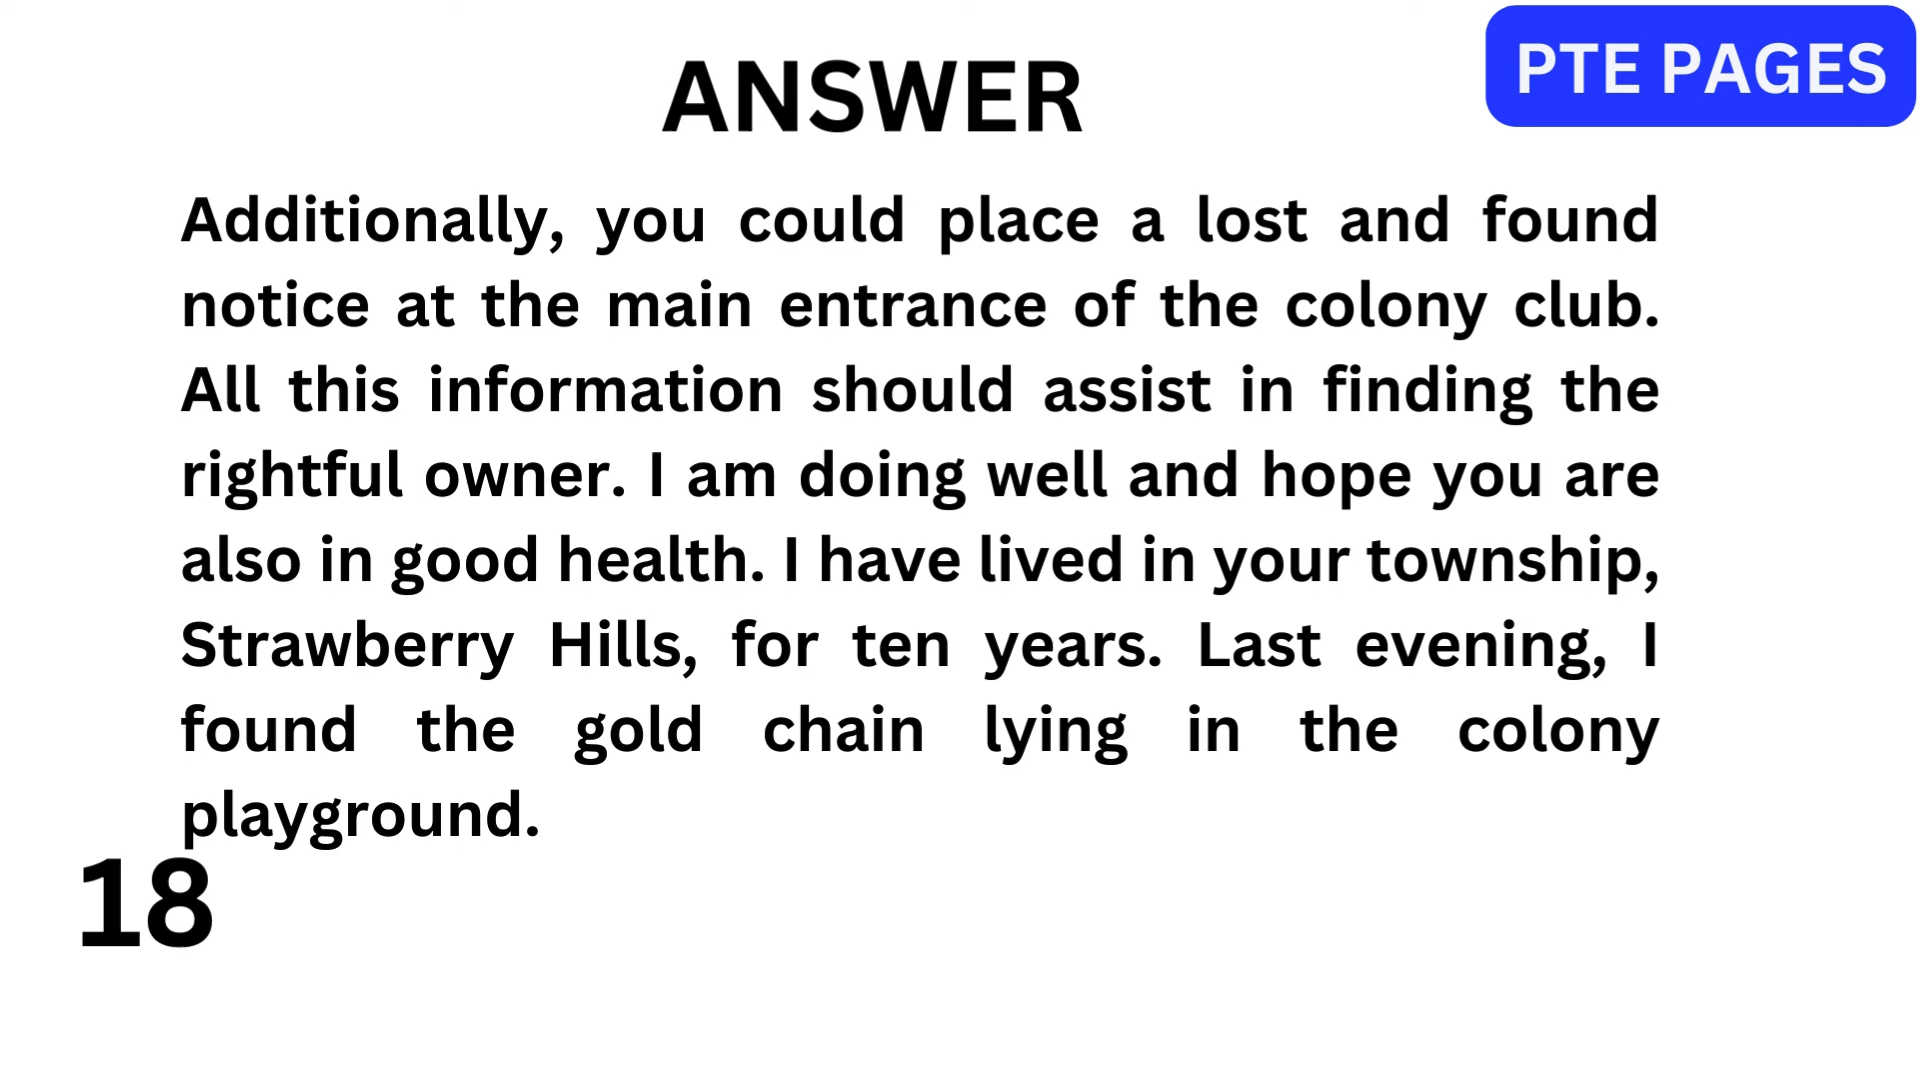 ANSWER
PTE PAGES
Additionally, you could place a lost and found
notice at the main entrance of the colony club.
All this information should assist in finding the
rightful owner. I am doing well and hope you are
also in good health. I have lived in your township,
Strawberry Hills, for ten years. Last evening, I
found the gold chain lying in the colony
playground.
18